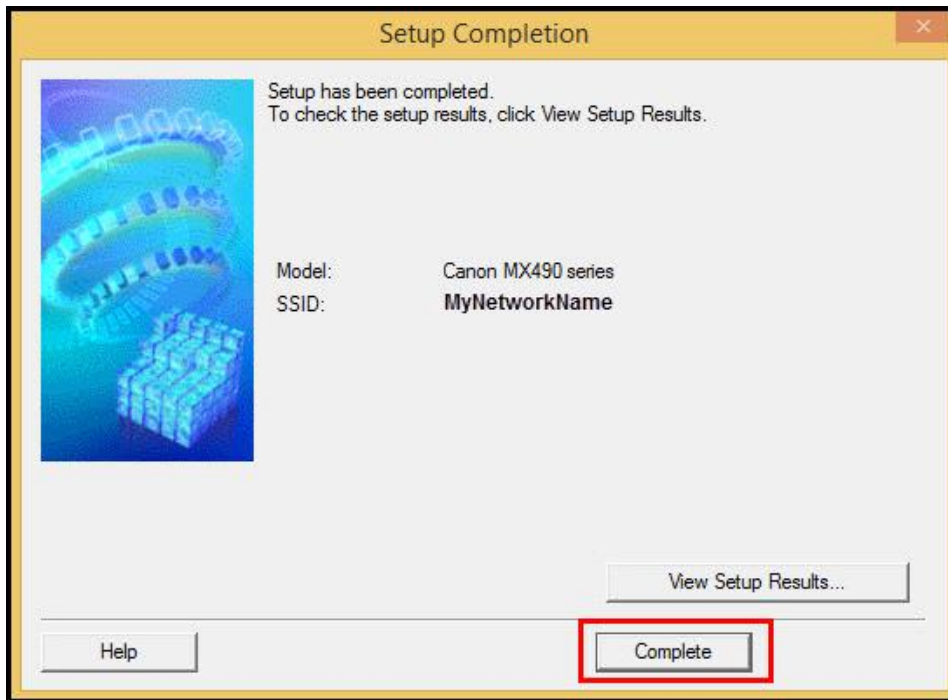 Setup Completion
Setup has been completed.
To check the setup results, click View Setup Results.
Model: Canon MX490 series
SSID: MyNetworkName
View Setup Results...
Help Complete